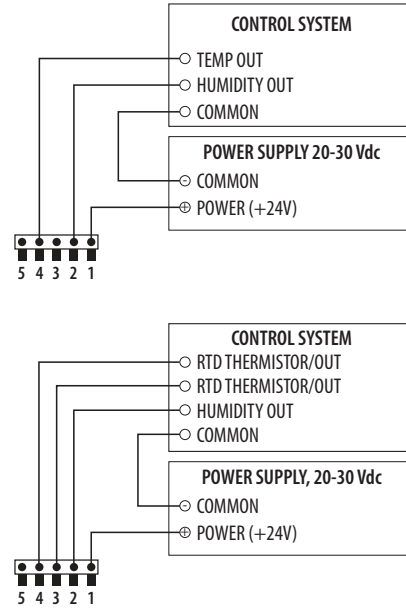 CONTROL SYSTEM
TEMP OUT
HUMIDITY OUT
COMMON
POWER SUPPLY 20-30 Vdc
COMMON
POWER (+24V)
5 4 3 2 1
CONTROL SYSTEM
RTD THERMISTOR/OUT
RTD THERMISTOR/OUT
HUMIDITY OUT
COMMON
POWER SUPPLY, 20-30 Vdc
COMMON
POWER (+24V)
5 4 3 2 1